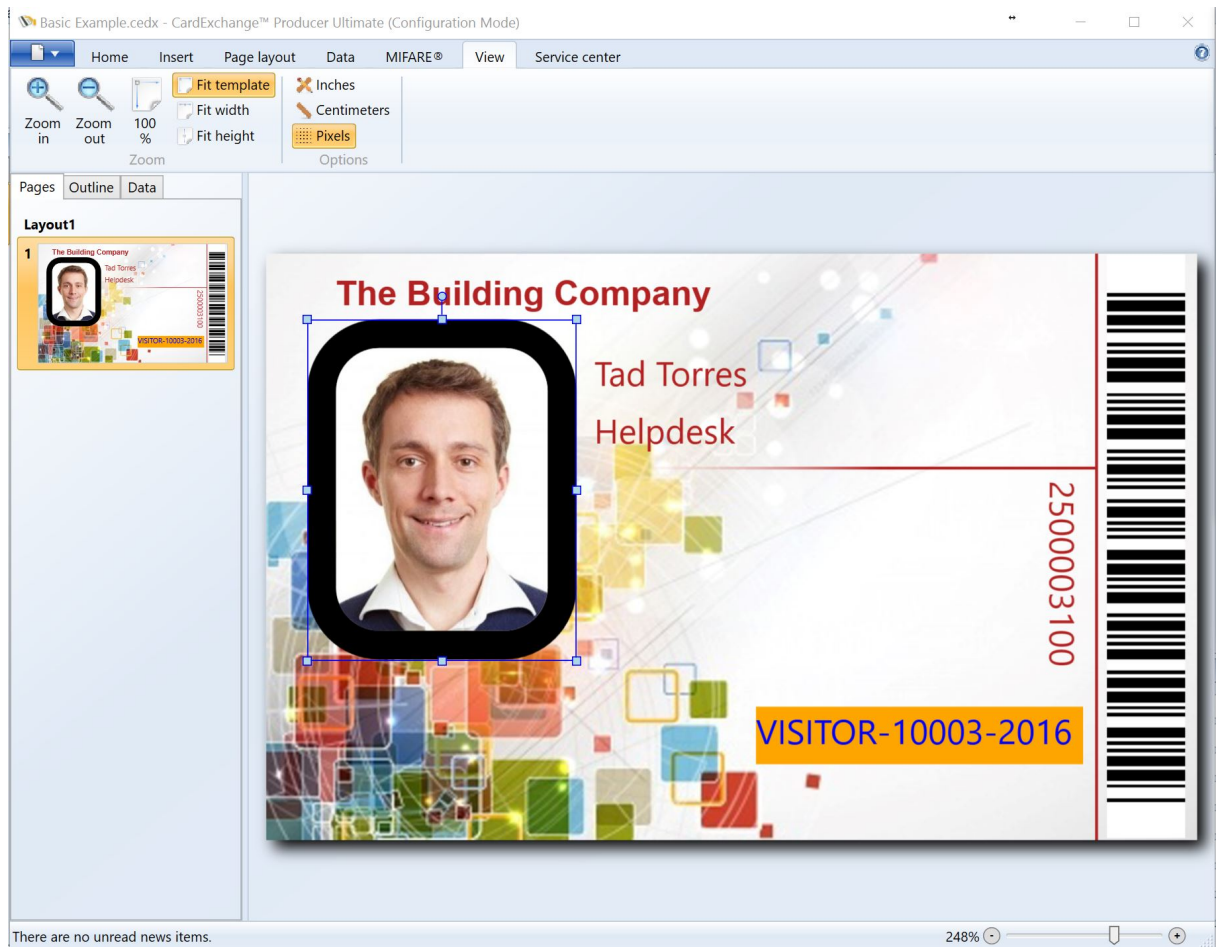 Basic Example.cedx - CardExchange™ Producer Ultimate (Configuration Mode)
Home Insert Page layout Data MIFARE® View Service center
Zoom in
Zoom out
100 %
Fit template
Fit width
Fit height
Zoom
Inches
Centimeters
Pixels
Options
Pages Outline Data
Layout1
1
The Building Company
Tad Torres
Helpdesk
2500003100
VISITOR-10003-2016
The Building Company
Tad Torres
Helpdesk
2500003100
VISITOR-10003-2016
There are no unread news items.
248%